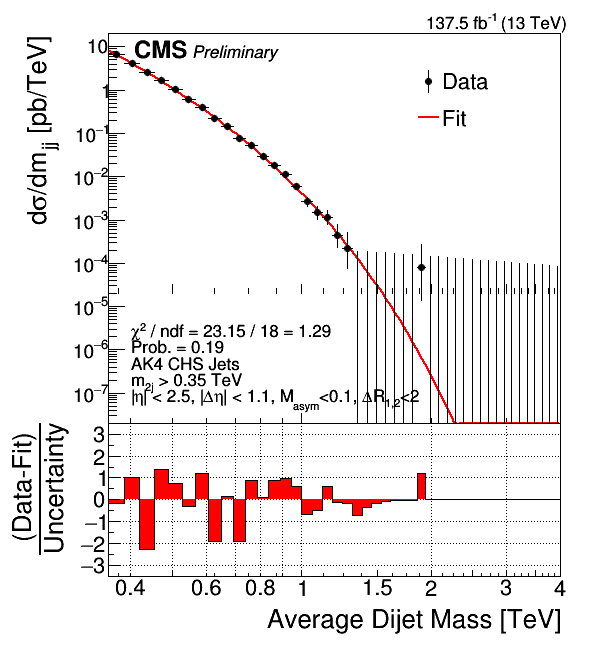 137.5 fb⁻¹ (13 TeV)
CMS Preliminary
dσ/dm_jj [pb/TeV]
10
1
10⁻¹
10⁻²
10⁻³
10⁻⁴
10⁻⁵
10⁻⁶
10⁻⁷
Data
Fit
χ² / ndf = 23.15 / 18 = 1.29
Prob. = 0.19
AK4 CHS Jets
m_2j > 0.35 TeV
|η| < 2.5, |Δη| < 1.1, M_asym<0.1, ΔR_1,2<2
(Data-Fit)
Uncertainty
3
2
1
0
−1
−2
−3
0.4 0.6 0.8 1 1.5 2 3 4
Average Dijet Mass [TeV]